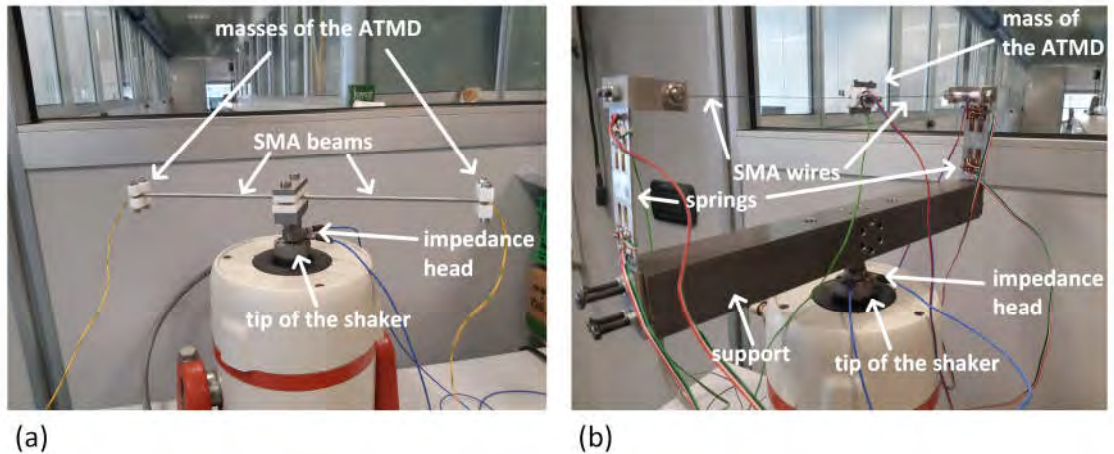 masses of the ATMD
SMA beams
impedance
head
tip of the shaker
(a)
mass of
the ATMD
SMA wires
springs
impedance
head
support
tip of the shaker
(b)